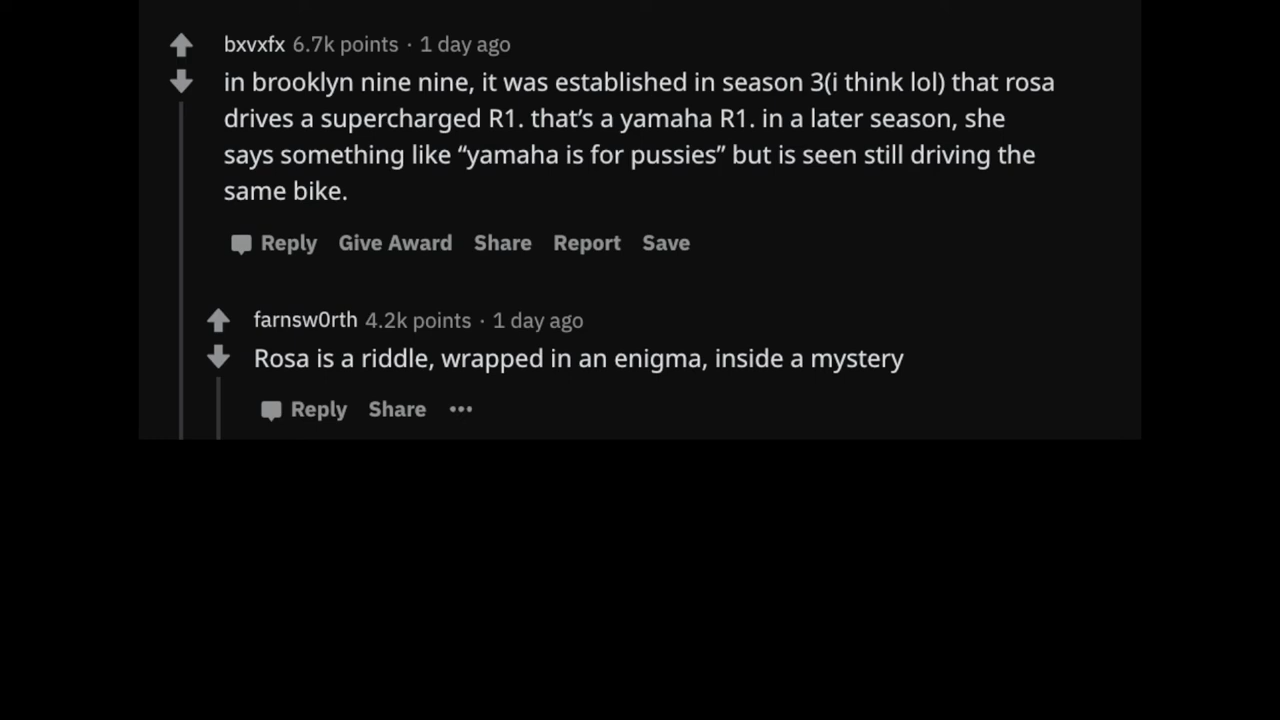 bxvxfx 6.7k points · 1 day ago
in brooklyn nine nine, it was established in season 3(i think lol) that rosa
drives a supercharged R1. that’s a yamaha R1. in a later season, she
says something like “yamaha is for pussies” but is seen still driving the
same bike.
Reply Give Award Share Report Save
farnsw0rth 4.2k points · 1 day ago
Rosa is a riddle, wrapped in an enigma, inside a mystery
Reply Share ···